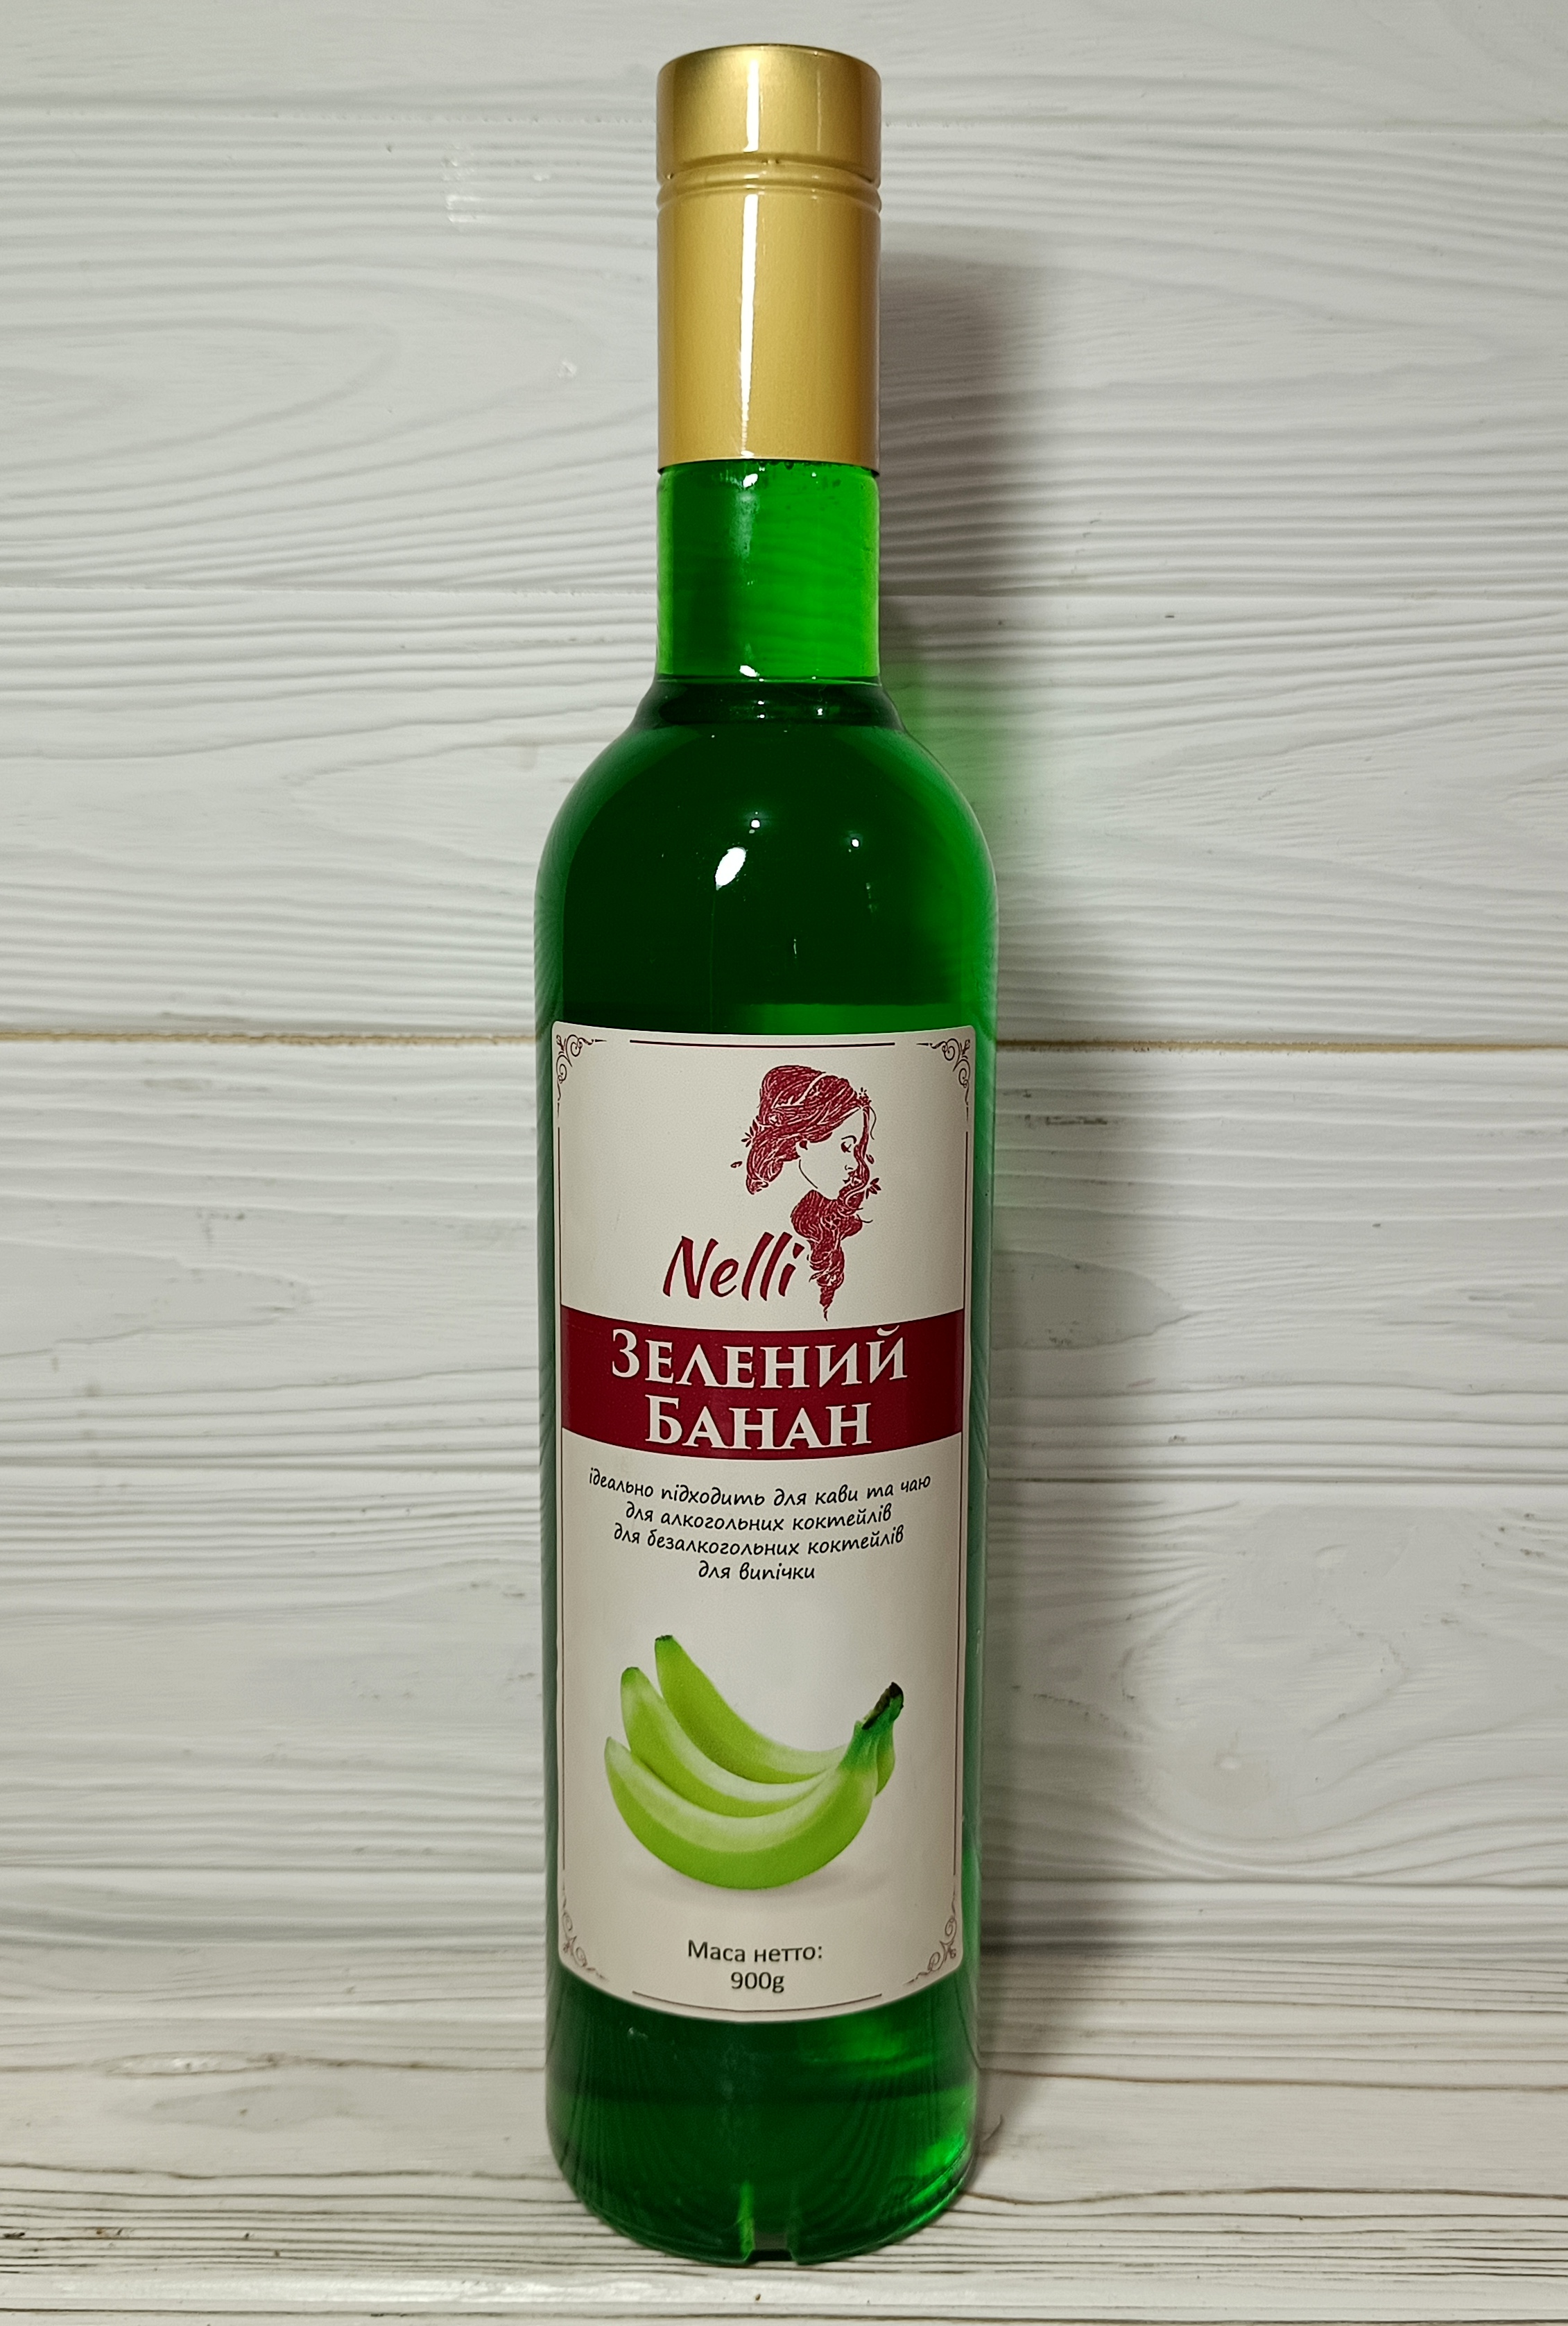 Nelli
Зелений
Банан
ідеально підходить для кави та чаю
для алкогольних коктейлів
для безалкогольних коктейлів
для випічки
Маса нетто:
900g